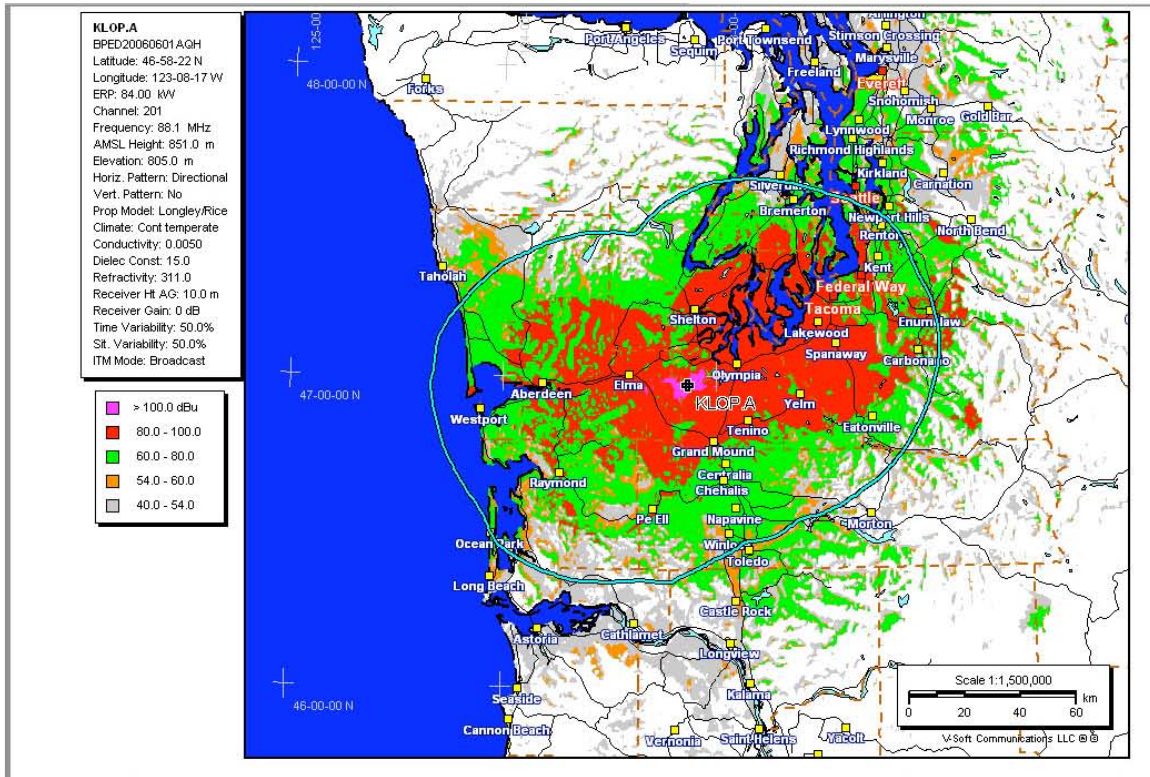 KLOP.A
BPED20060601AQH
Latitude: 46-58-22 N
Longitude: 123-08-17 W
ERP: 84.00 kW
Channel: 201
Frequency: 88.1 MHz
AMSL Height: 851.0 m
Elevation: 805.0 m
Horiz. Pattern: Directional
Vert. Pattern: No
Prop Model: Longley/Rice
Climate: Cont temperate
Conductivity: 0.0050
Dielec Const: 15.0
Refractivity: 311.0
Receiver Ht AG: 10.0 m
Receiver Gain: 0 dB
Time Variability: 50.0%
Sit. Variability: 50.0%
ITM Mode: Broadcast
> 100.0 dBu
80.0 - 100.0
60.0 - 80.0
54.0 - 60.0
40.0 - 54.0
Arlington
Port Angeles
Port Townsend
Stimson Crossing
Sequim
Marysville
Freeland
48-00-00 N
Forks
Everett
Snohomish
Monroe
Gold Bar
Lynnwood
Richmond Highlands
Kirkland
Silverdale
Carnation
Seattle
Bremerton
Newport Hills
Renton
North Bend
Kent
Taholah
Federal Way
Tacoma
Shelton
Lakewood
Enumclaw
Spanaway
Carbonado
Olympia
Elma
47-00-00 N
Aberdeen
KLOP.A
Yelm
Westport
Tenino
Eatonville
Grand Mound
Centralia
Raymond
Chehalis
Pe Ell
Napavine
Morton
Ocean Park
Winlock
Toledo
Long Beach
Castle Rock
Astoria
Cathlamet
Longview
Kalama
Seaside
46-00-00 N
Cannon Beach
Vernonia
Saint Helens
Yacolt
Scale 1:1,500,000
km
0 20 40 60
V-Soft Communications LLC ® ©